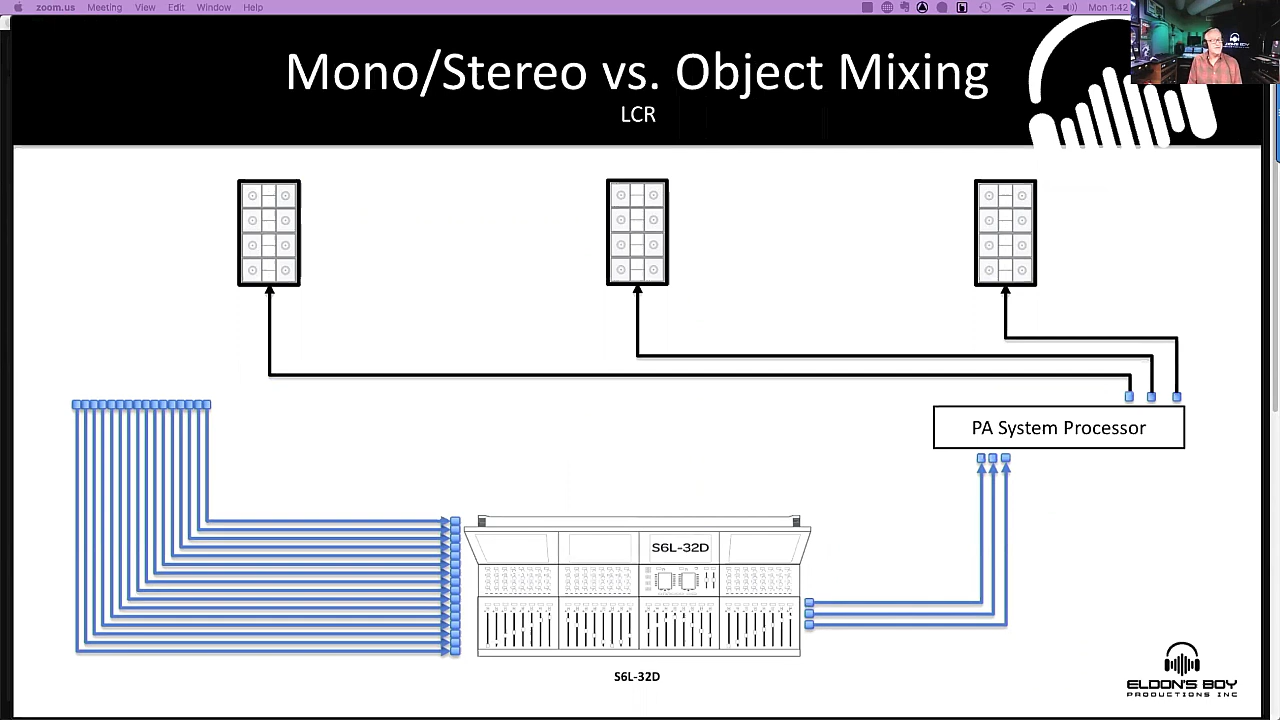 zoom.us Meeting View Edit Window Help Mon 1:42
Mono/Stereo vs. Object Mixing
LCR
PA System Processor
S6L-32D
S6L-32D
ELDON'S BOY
PRODUCTIONS INC